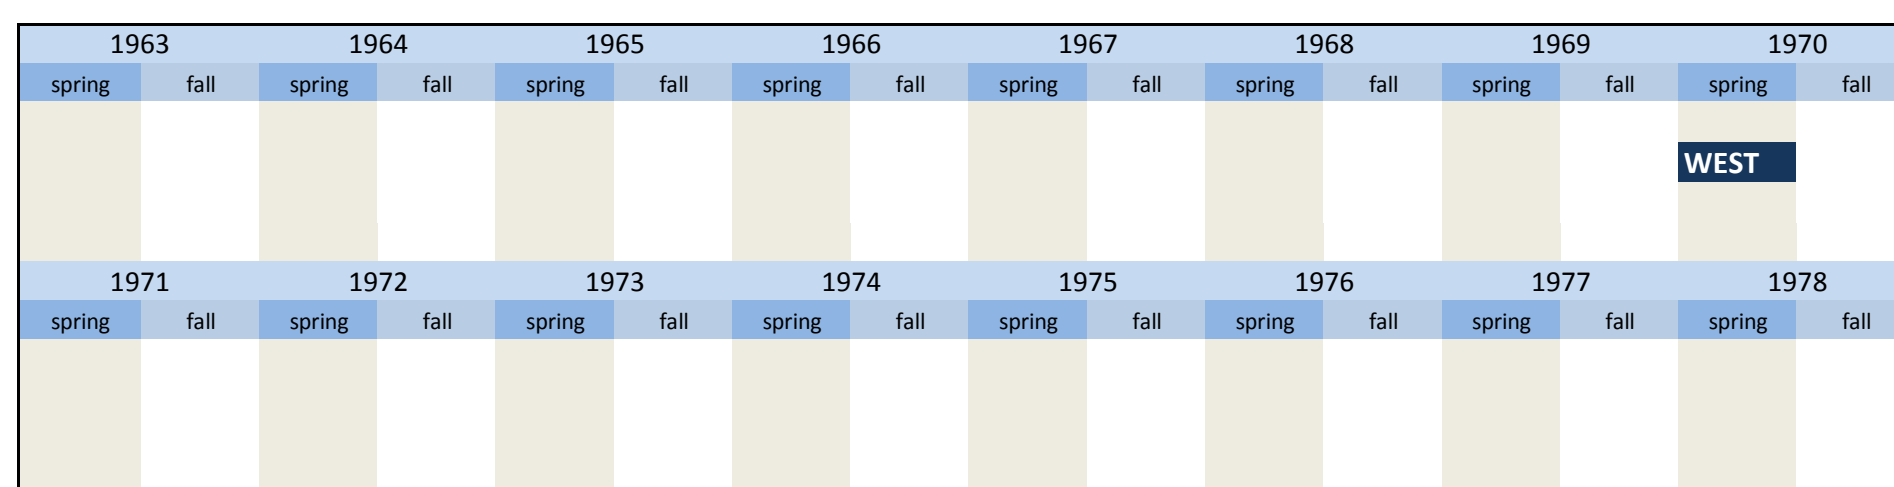 1963 1964 1965 1966 1967 1968 1969 1970
spring fall spring fall spring fall spring fall spring fall spring fall spring fall spring fall
WEST
1971 1972 1973 1974 1975 1976 1977 1978
spring fall spring fall spring fall spring fall spring fall spring fall spring fall spring fall